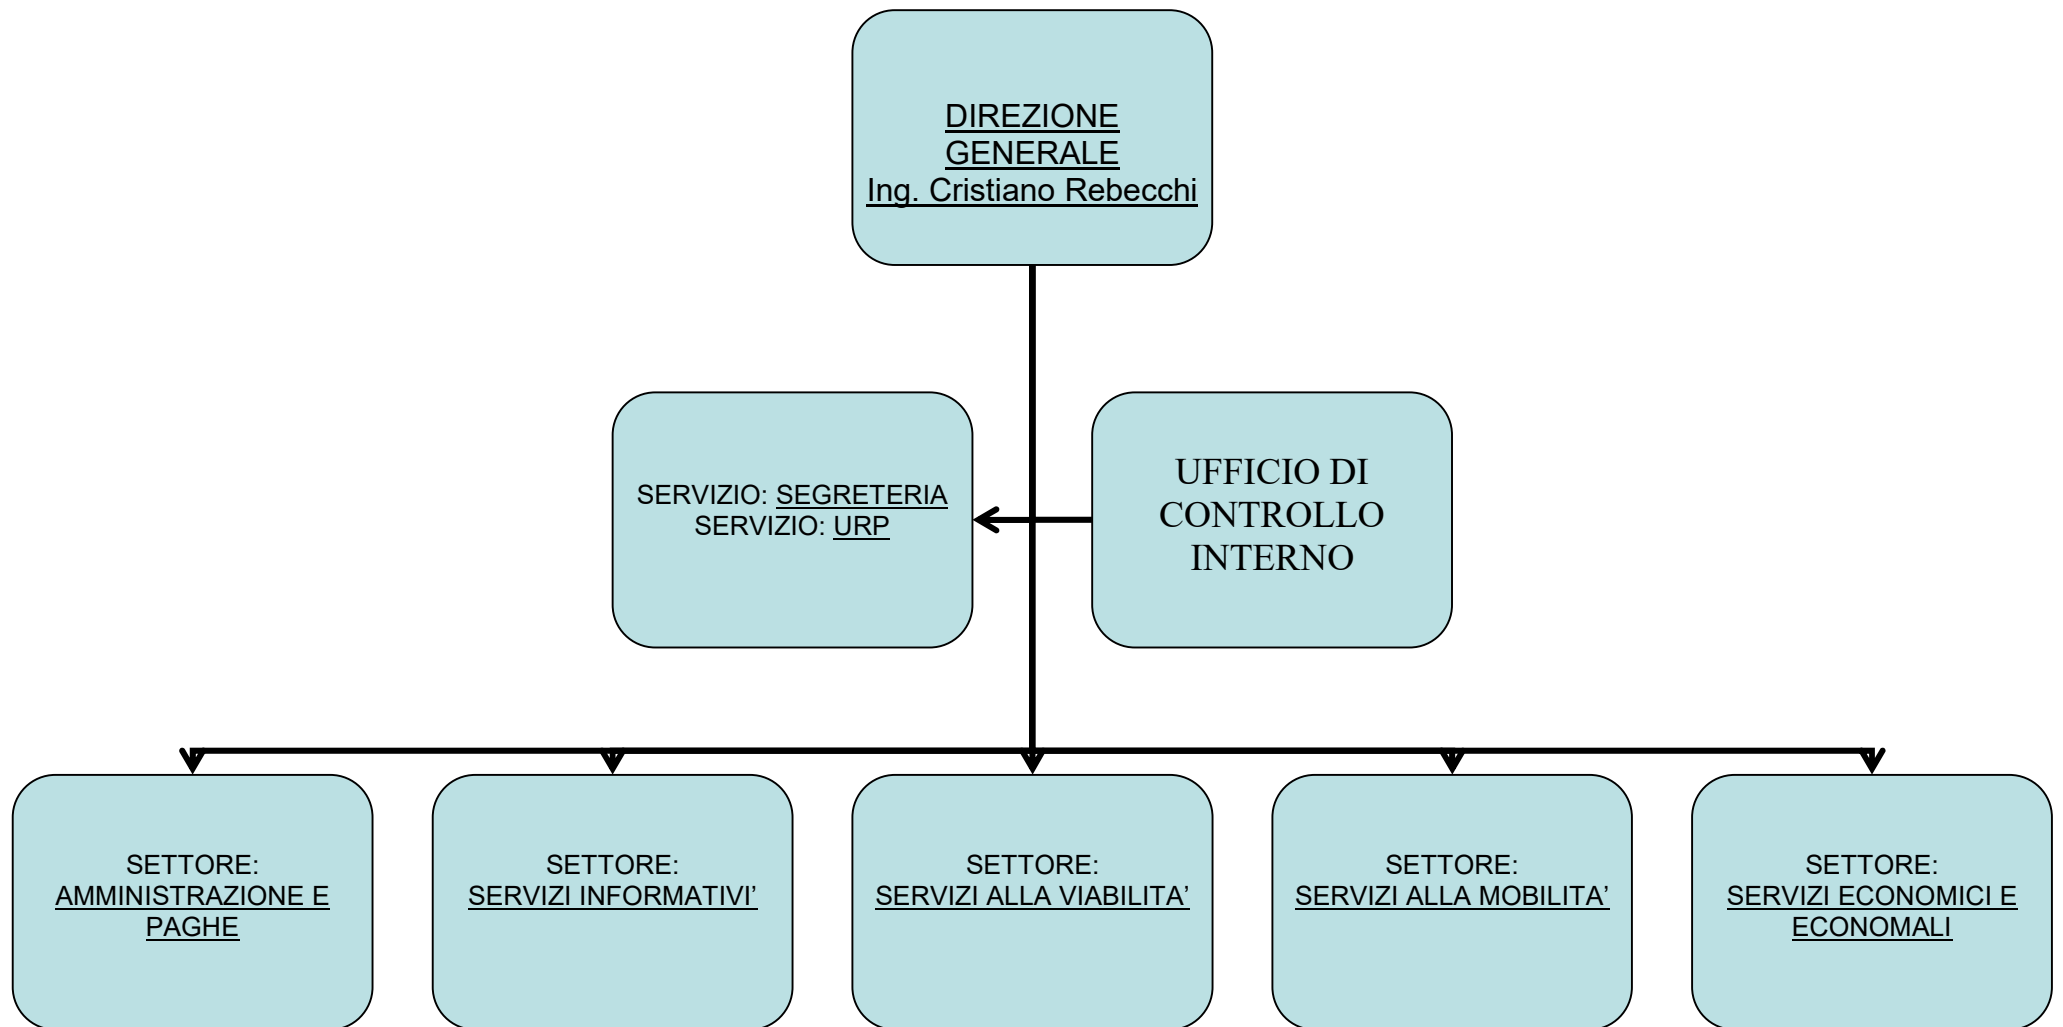 DIREZIONE
GENERALE
Ing. Cristiano Rebecchi
SERVIZIO: SEGRETERIA
SERVIZIO: URP
UFFICIO DI
CONTROLLO
INTERNO
SETTORE:
AMMINISTRAZIONE E
PAGHE
SETTORE:
SERVIZI INFORMATIVI’
SETTORE:
SERVIZI ALLA VIABILITA’
SETTORE:
SERVIZI ALLA MOBILITA’
SETTORE:
SERVIZI ECONOMICI E
ECONOMALI